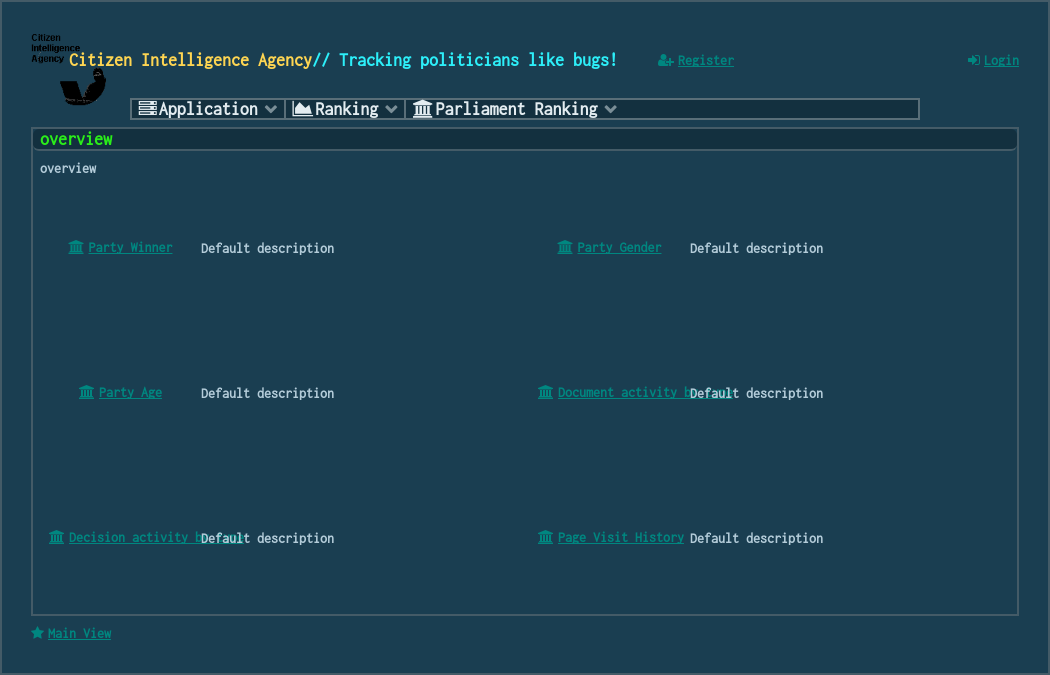 Citizen
Intelligence
Agency
Citizen Intelligence Agency// Tracking politicians like bugs!
Register
Login
Application
Ranking
Parliament Ranking
overview
overview
Party Winner
Default description
Party Gender
Default description
Party Age
Default description
Document activity
Default description
Decision activity
Default description
Page Visit History
Default description
Main View